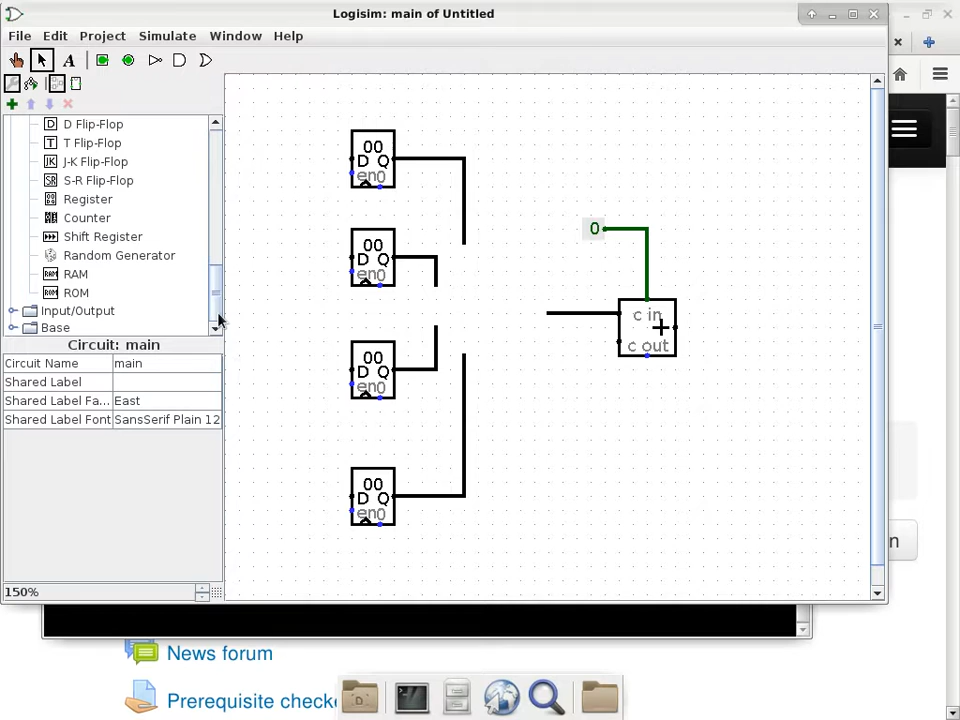 Logisim: main of Untitled
File Edit Project Simulate Window Help
A
D Flip-Flop
T Flip-Flop
J-K Flip-Flop
S-R Flip-Flop
Register
Counter
Shift Register
Random Generator
RAM
ROM
Input/Output
Base
Circuit: main
Circuit Name main
Shared Label
Shared Label Fa... East
Shared Label Font SansSerif Plain 12
150%
00
D Q
en0
00
D Q
en0
00
D Q
en0
00
D Q
en0
0
c in
+
c out
n
News forum
Prerequisite checke